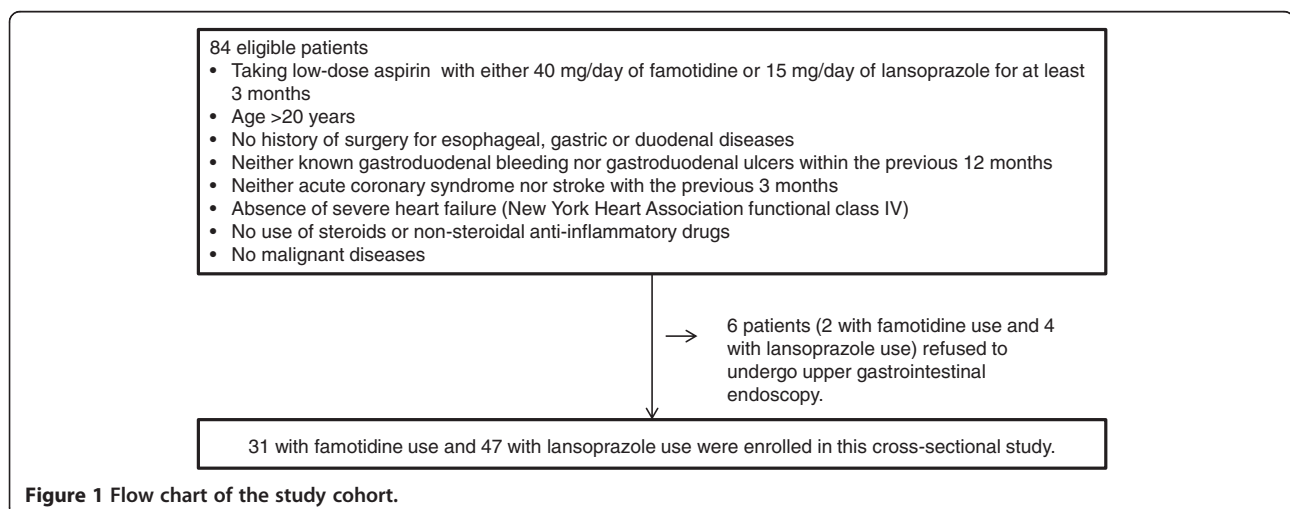 84 eligible patients
• Taking low-dose aspirin with either 40 mg/day of famotidine or 15 mg/day of lansoprazole for at least
3 months
• Age >20 years
• No history of surgery for esophageal, gastric or duodenal diseases
• Neither known gastroduodenal bleeding nor gastroduodenal ulcers within the previous 12 months
• Neither acute coronary syndrome nor stroke with the previous 3 months
• Absence of severe heart failure (New York Heart Association functional class IV)
• No use of steroids or non-steroidal anti-inflammatory drugs
• No malignant diseases
6 patients (2 with famotidine use and 4
with lansoprazole use) refused to
undergo upper gastrointestinal
endoscopy.
31 with famotidine use and 47 with lansoprazole use were enrolled in this cross-sectional study.
Figure 1 Flow chart of the study cohort.